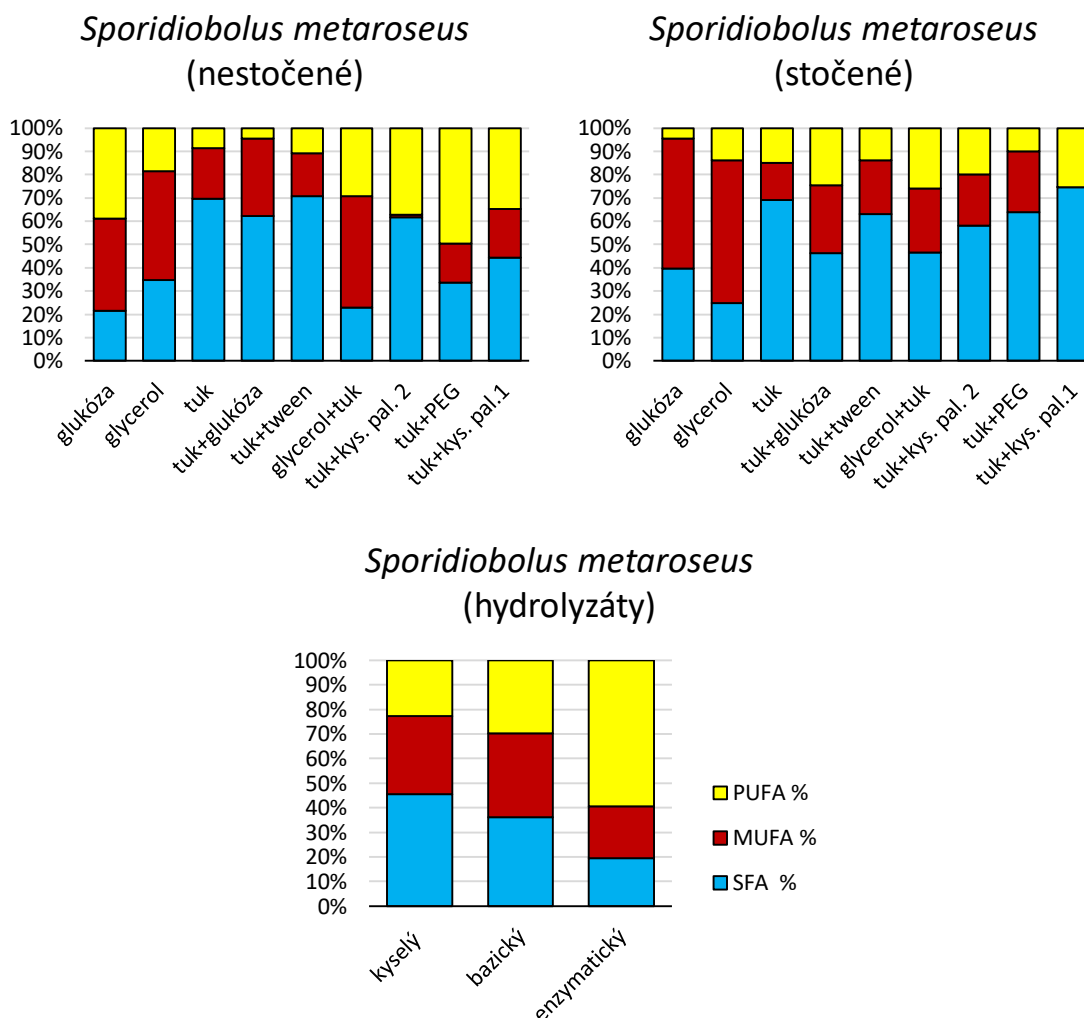 Sporidiobolus metaroseus
(nestočené)
100%
90%
80%
70%
60%
50%
40%
30%
20%
10%
0%
glukóza
glycerol
tuk
tuk+glukóza
tuk+tween
glycerol+tuk
tuk+kys. pal. 2
tuk+PEG
tuk+kys. pal.1
Sporidiobolus metaroseus
(stočené)
100%
90%
80%
70%
60%
50%
40%
30%
20%
10%
0%
glukóza
glycerol
tuk
tuk+glukóza
tuk+tween
glycerol+tuk
tuk+kys. pal. 2
tuk+PEG
tuk+kys. pal.1
Sporidiobolus metaroseus
(hydrolyzáty)
100%
90%
80%
70%
60%
50%
40%
30%
20%
10%
0%
kyselý
bazický
enzymatický
PUFA %
MUFA %
SFA %